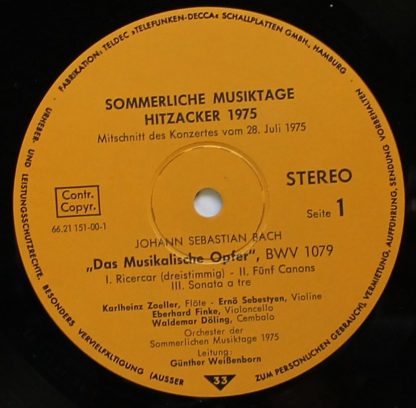 FABRIKATION: TELDEC »TELEFUNKEN-DECCA« SCHALLPLATTEN GMBH, HAMBURG
URHEBER- UND LEISTUNGSSCHUTZRECHTE, BESONDERS VERVIELFÄLTIGUNG (AUSSER
ZUM PERSÖNLICHEN GEBRAUCH), VERMIETUNG, AUFFÜHRUNG, SENDUNG VORBEHALTEN
SOMMERLICHE MUSIKTAGE
HITZACKER 1975
Mitschnitt des Konzertes vom 28. Juli 1975
Contr.
Copyr.
66.21 151-00-1
STEREO
Seite 1
JOHANN SEBASTIAN BACH
„Das Musikalische Opfer", BWV 1079
I. Ricercar (dreistimmig) - II. Fünf Canons
III. Sonata a tre
Karlheinz Zoeller, Flöte - Ernö Sebestyen, Violine
Eberhard Finke, Violoncello
Waldemar Döling, Cembalo
Orchester der
Sommerlichen Musiktage 1975
Leitung:
Günther Weißenborn
33